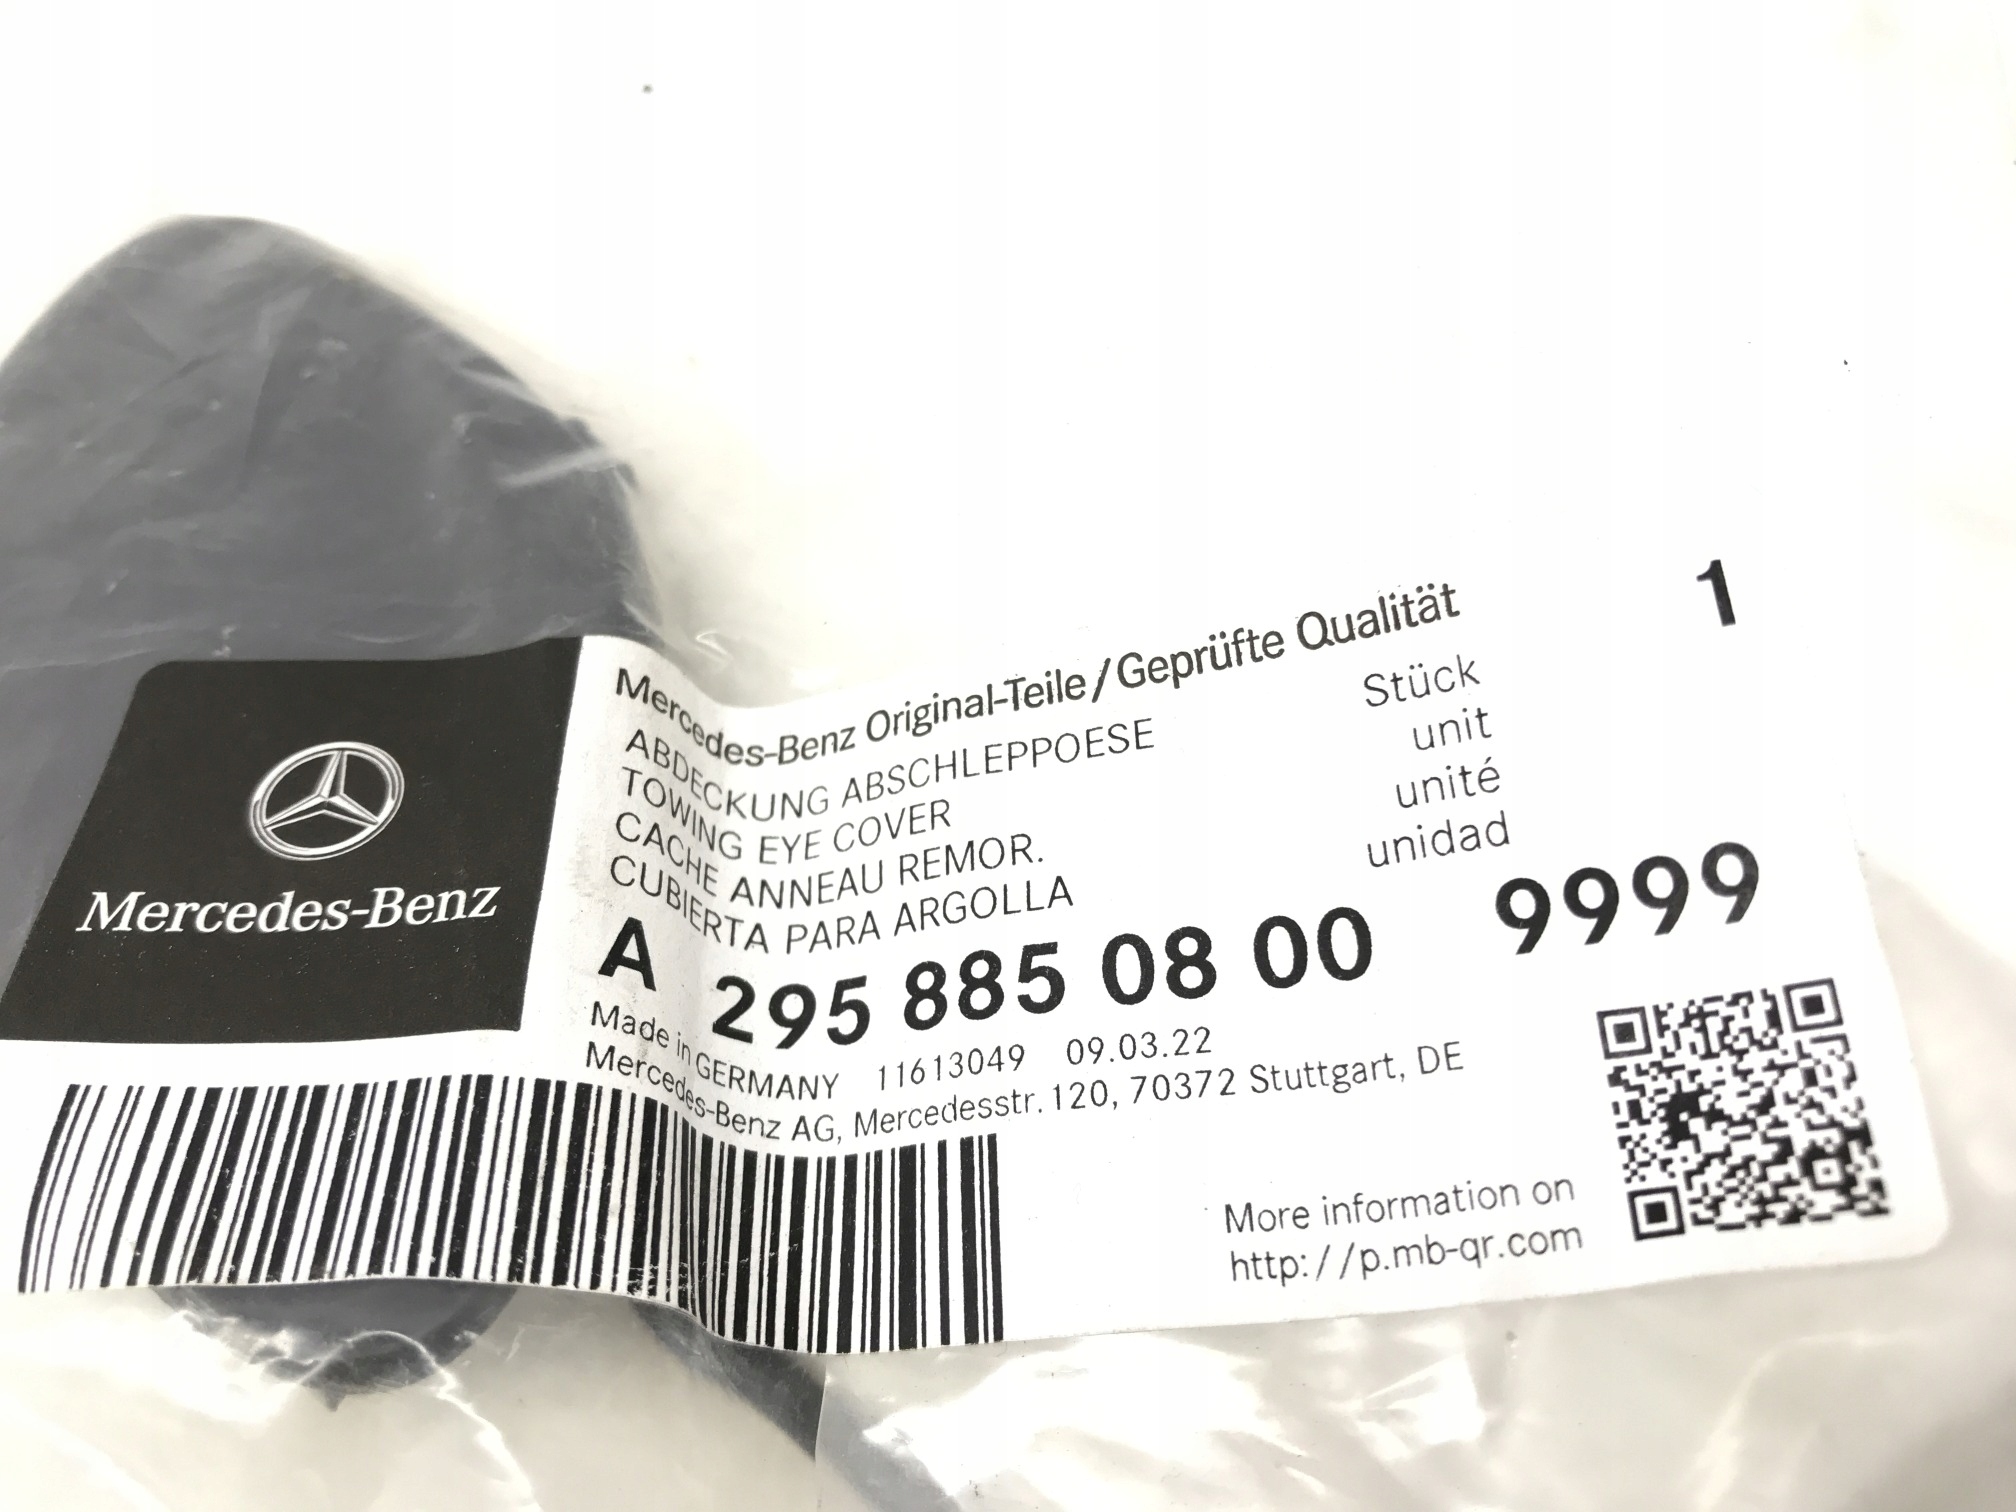 Mercedes-Benz
Mercedes-Benz Original-Teile/Geprüfte Qualität
1
ABDECKUNG ABSCHLEPPOESE
Stück
TOWING EYE COVER
unit
CACHE ANNEAU REMOR.
unité
CUBIERTA PARA ARGOLLA
unidad
A 295 885 08 00 9999
Made in GERMANY 11613049 09.03.22
Mercedes-Benz AG, Mercedesstr. 120, 70372 Stuttgart, DE
More information on
http://p.mb-qr.com